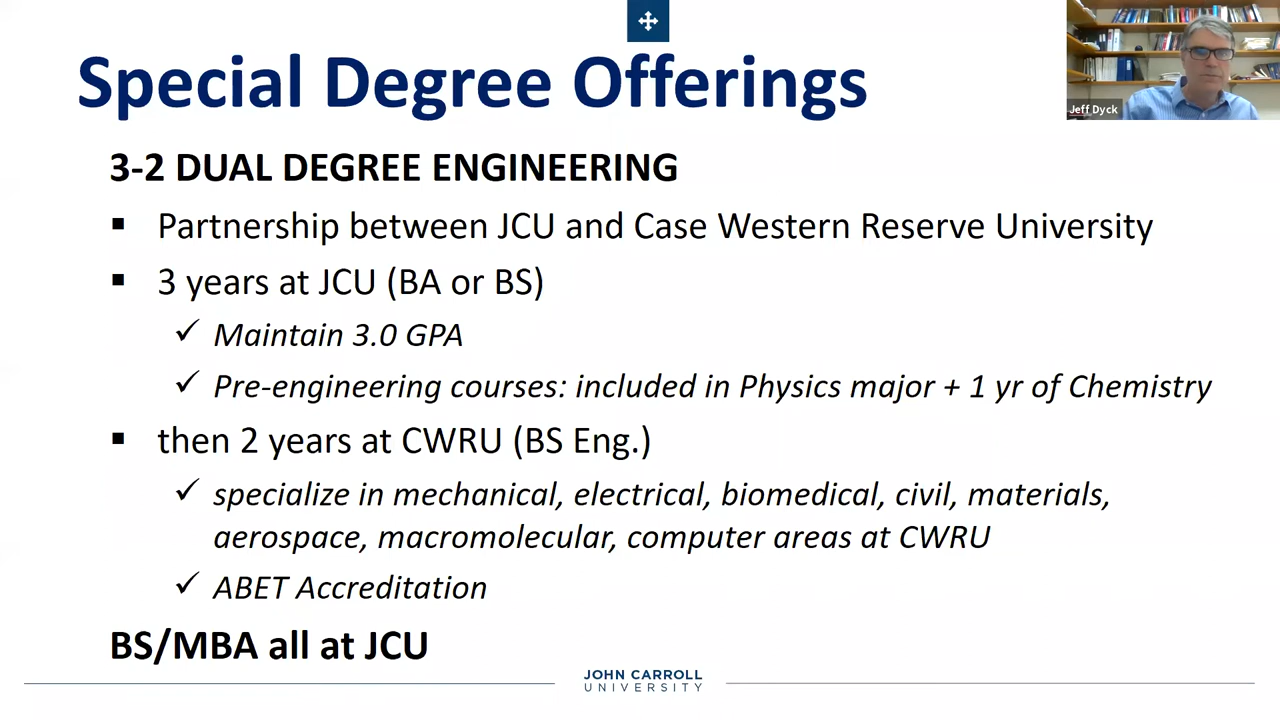 Special Degree Offerings
Jeff Dyck
3-2 DUAL DEGREE ENGINEERING
Partnership between JCU and Case Western Reserve University
3 years at JCU (BA or BS)
Maintain 3.0 GPA
Pre-engineering courses: included in Physics major + 1 yr of Chemistry
then 2 years at CWRU (BS Eng.)
specialize in mechanical, electrical, biomedical, civil, materials,
aerospace, macromolecular, computer areas at CWRU
ABET Accreditation
BS/MBA all at JCU
JOHN CARROLL
UNIVERSITY